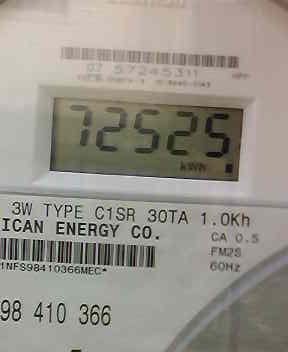 07 57245311
72525
kWh
3W TYPE C1SR 30TA 1.0Kh
ICAN ENERGY CO.
CA 0.5
FM2S
60Hz
1NFS98410366MEC*
98 410 366